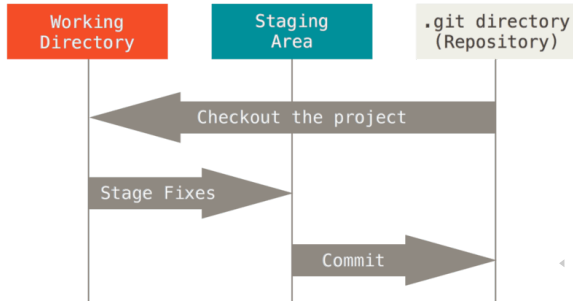 Working
Directory
Staging
Area
.git directory
(Repository)
Checkout the project
Stage Fixes
Commit